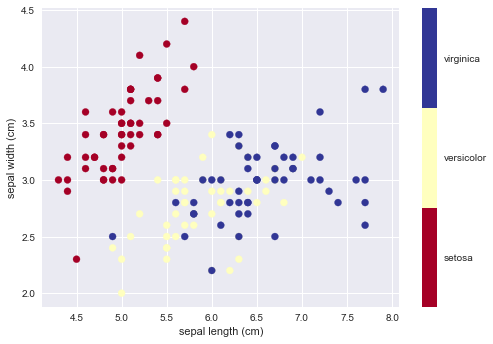 4.5
4.0
3.5
3.0
2.5
2.0
sepal width (cm)
4.5 5.0 5.5 6.0 6.5 7.0 7.5 8.0
sepal length (cm)
virginica
versicolor
setosa